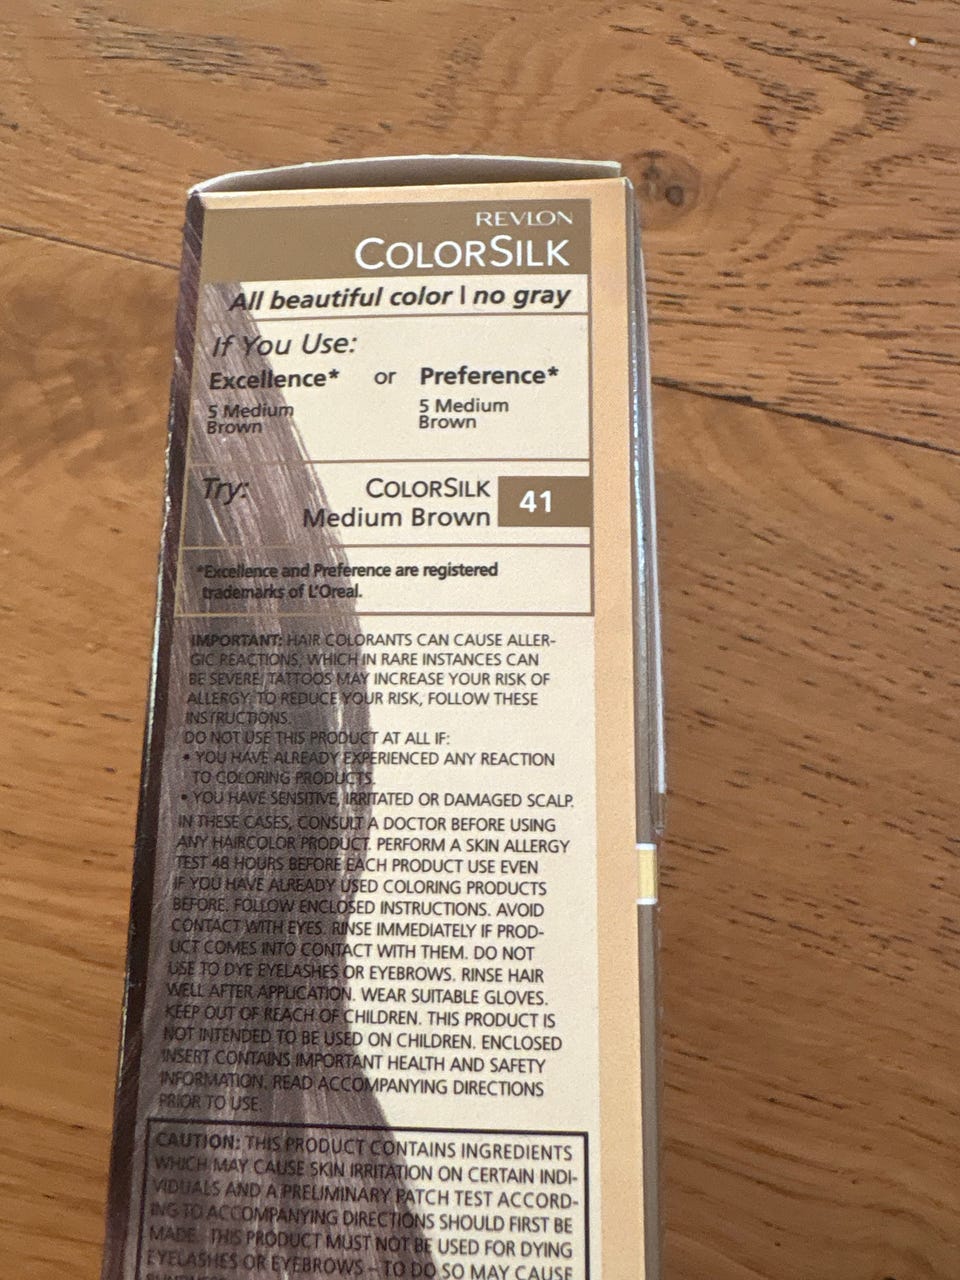 REVLON
COLORSILK
All beautiful color | no gray
If You Use:
Excellence* or Preference*
5 Medium Brown 5 Medium Brown
Try: COLORSILK 41
Medium Brown
*Excellence and Preference are registered
trademarks of L'Oreal.
IMPORTANT: HAIR COLORANTS CAN CAUSE ALLER-
GIC REACTIONS, WHICH IN RARE INSTANCES CAN
BE SEVERE. TATTOOS MAY INCREASE YOUR RISK OF
ALLERGY. TO REDUCE YOUR RISK, FOLLOW THESE
INSTRUCTIONS.
DO NOT USE THIS PRODUCT AT ALL IF:
• YOU HAVE ALREADY EXPERIENCED ANY REACTION
TO COLORING PRODUCTS.
• YOU HAVE SENSITIVE, IRRITATED OR DAMAGED SCALP.
IN THESE CASES, CONSULT A DOCTOR BEFORE USING
ANY HAIRCOLOR PRODUCT. PERFORM A SKIN ALLERGY
TEST 48 HOURS BEFORE EACH PRODUCT USE EVEN
IF YOU HAVE ALREADY USED COLORING PRODUCTS
BEFORE. FOLLOW ENCLOSED INSTRUCTIONS. AVOID
CONTACT WITH EYES. RINSE IMMEDIATELY IF PROD-
UCT COMES INTO CONTACT WITH THEM. DO NOT
USE TO DYE EYELASHES OR EYEBROWS. RINSE HAIR
WELL AFTER APPLICATION. WEAR SUITABLE GLOVES.
KEEP OUT OF REACH OF CHILDREN. THIS PRODUCT IS
NOT INTENDED TO BE USED ON CHILDREN. ENCLOSED
INSERT CONTAINS IMPORTANT HEALTH AND SAFETY
INFORMATION. READ ACCOMPANYING DIRECTIONS
PRIOR TO USE.
CAUTION: THIS PRODUCT CONTAINS INGREDIENTS
WHICH MAY CAUSE SKIN IRRITATION ON CERTAIN INDI-
VIDUALS AND A PRELIMINARY PATCH TEST ACCORD-
ING TO ACCOMPANYING DIRECTIONS SHOULD FIRST BE
MADE. THIS PRODUCT MUST NOT BE USED FOR DYING
EYELASHES OR EYEBROWS – TO DO SO MAY CAUSE